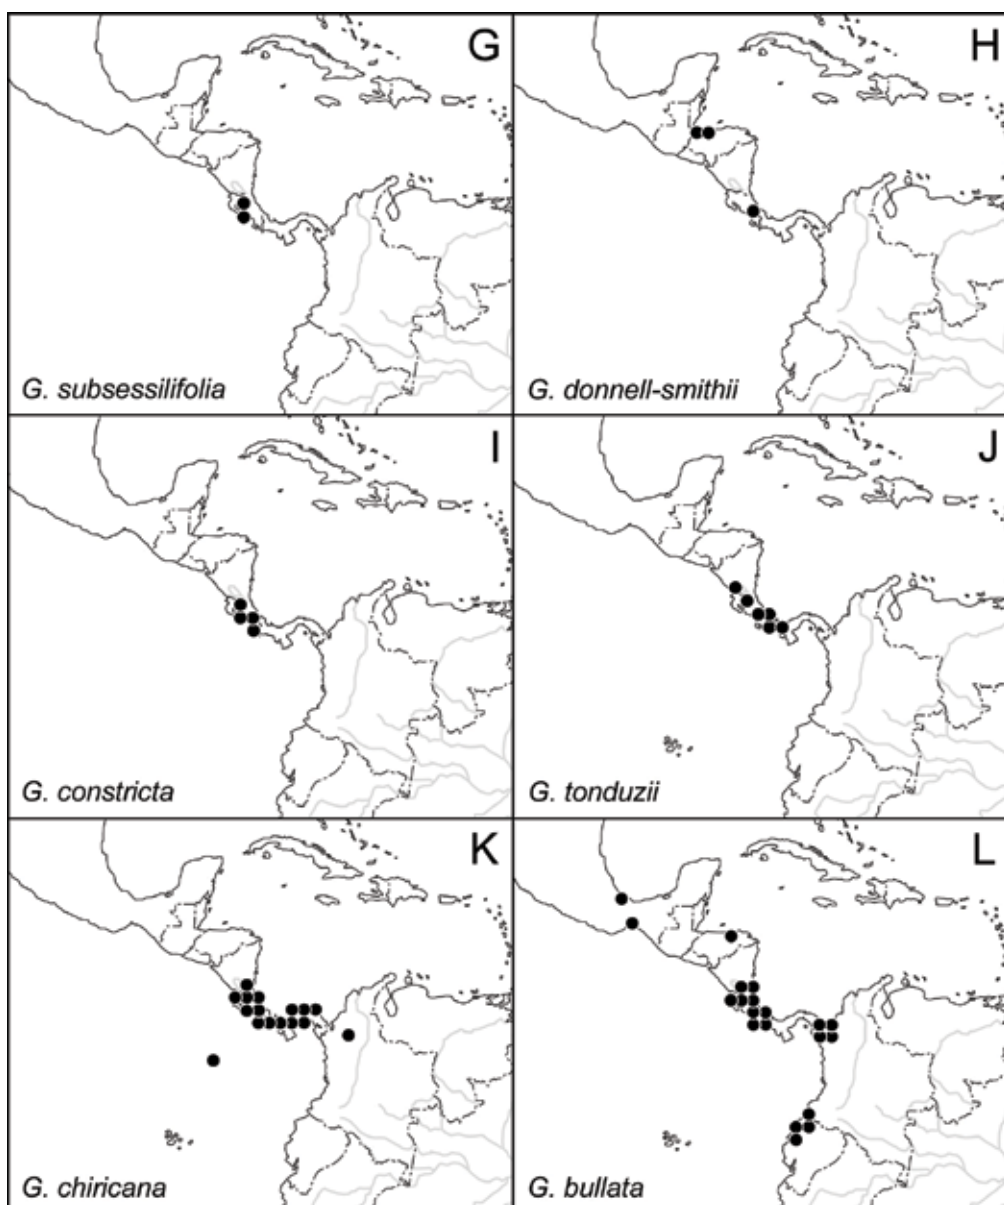 G
H
G. subsessilifolia
G. donnell-smithii
I
J
G. constricta
G. tonduzii
K
L
G. chiricana
G. bullata